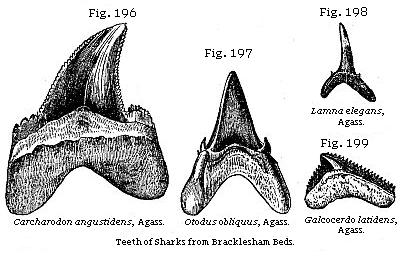 Fig. 196
Fig. 197
Fig. 198
Lamna elegans,
Agass.
Fig. 199
Carcharodon angustidens, Agass.
Otodus obliquus, Agass.
Galcocerdo latidens,
Agass.
Teeth of Sharks from Bracklesham Beds.